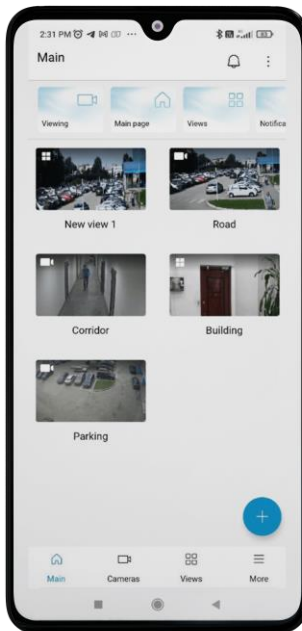 2:31 PM
Main
Viewing
Main page
Views
Notifica
New view 1
Road
Corridor
Building
Parking
Main
Cameras
Views
More